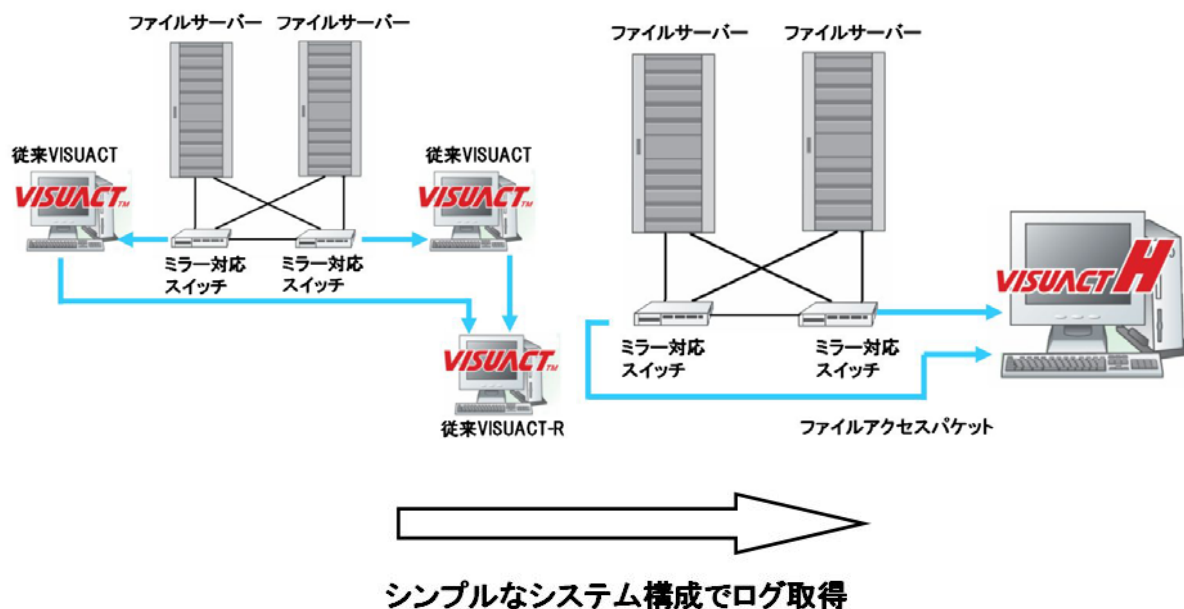 ファイルサーバー
ファイルサーバー
従来VISUACT
従来VISUACT
VISUACT™
VISUACT™
ミラー対応
スイッチ
ミラー対応
スイッチ
VISUACT™
従来VISUACT-R
ファイルサーバー
ファイルサーバー
VISUACT H
ミラー対応
スイッチ
ミラー対応
スイッチ
ファイルアクセスパケット
シンプルなシステム構成でログ取得